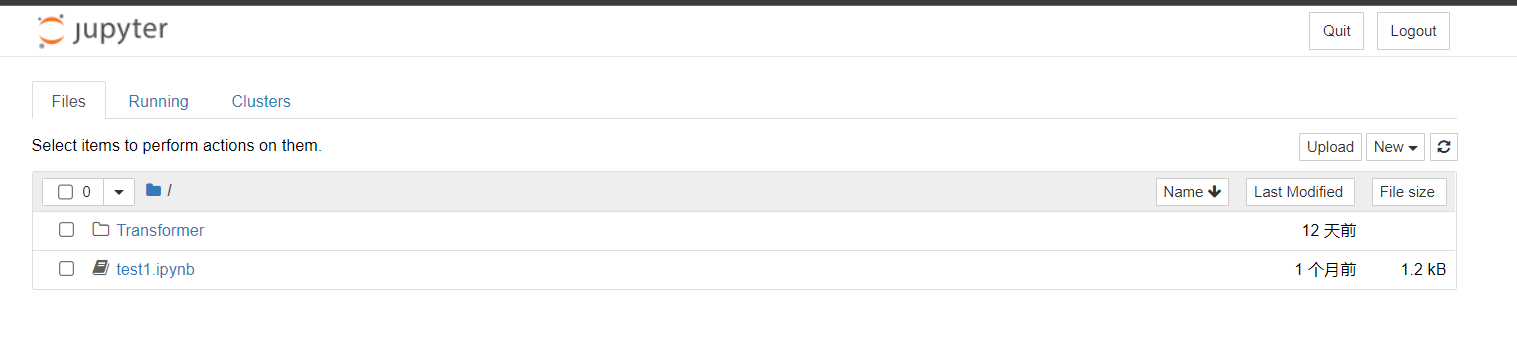 jupyter Quit Logout
Files Running Clusters
Select items to perform actions on them. Upload New
0 / Name Last Modified File size
Transformer 12 天前
test1.ipynb 1 个月前 1.2 kB